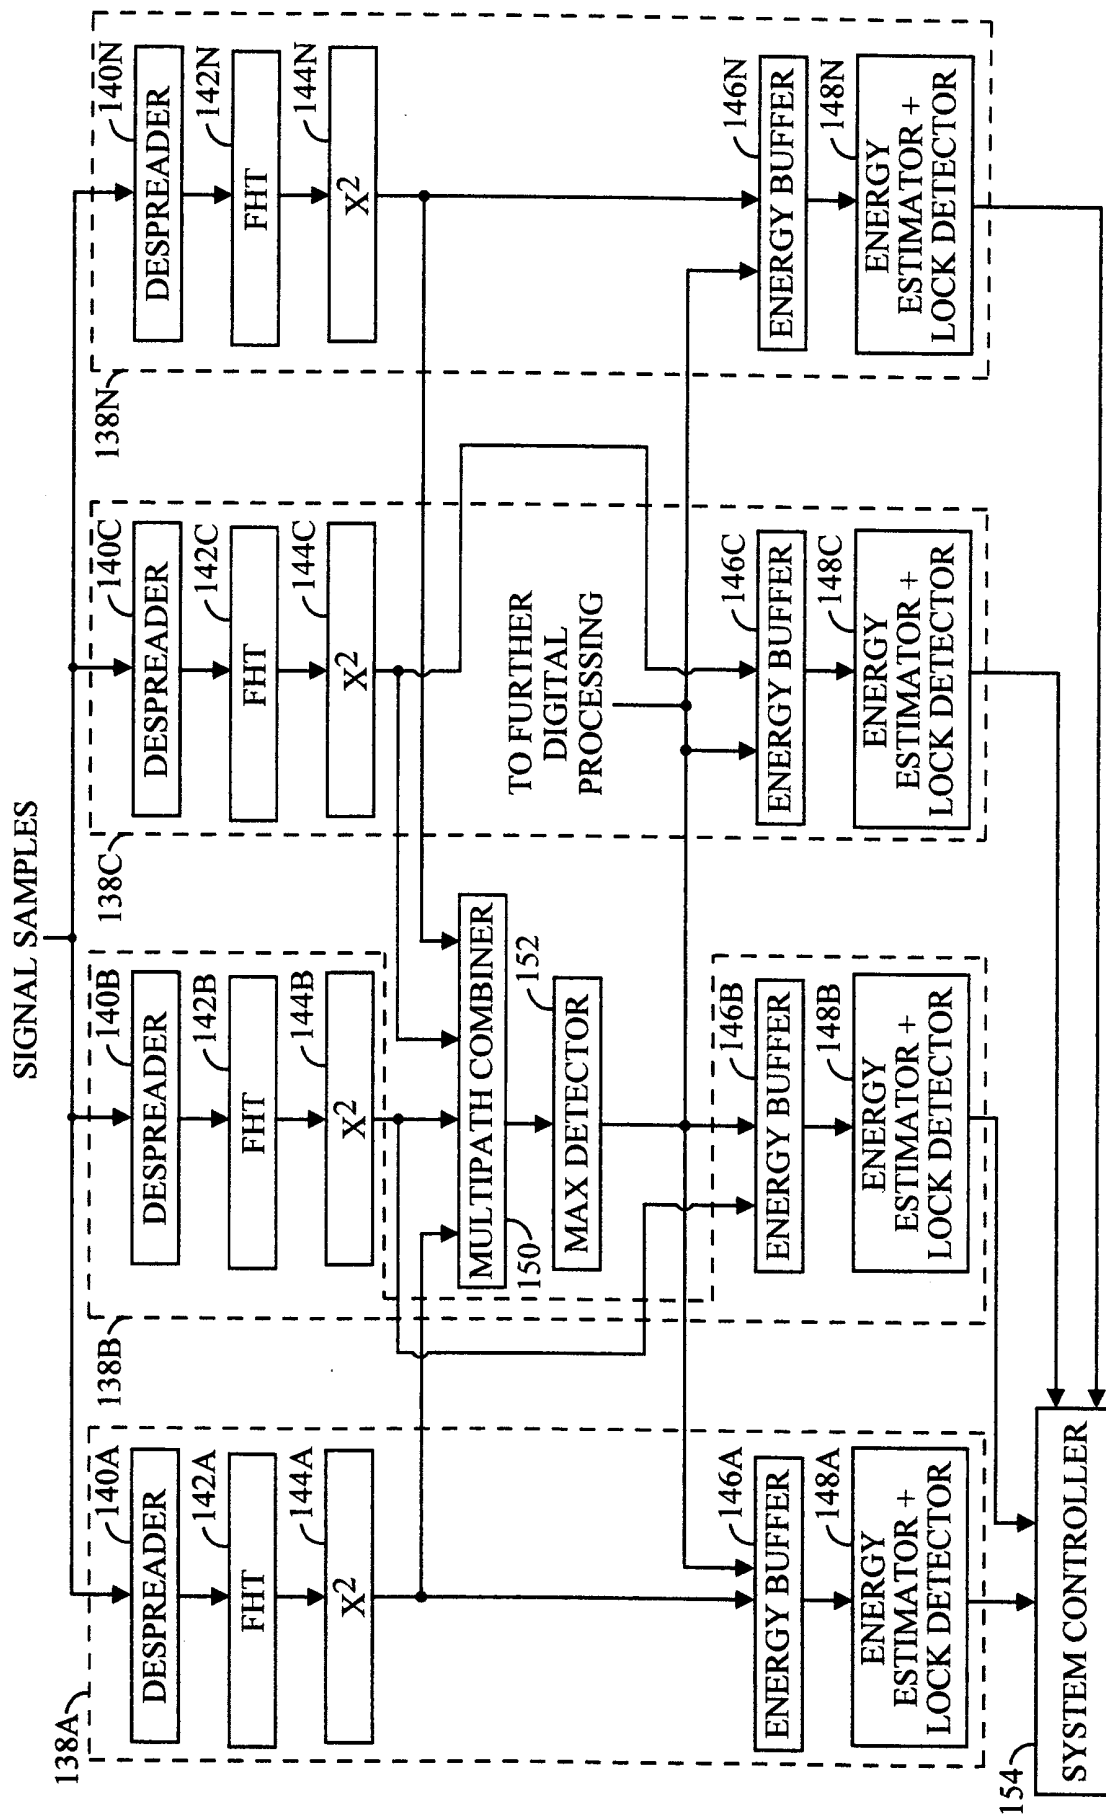 SIGNAL SAMPLES
138A
140A
DESPREADER
142A
FHT
144A
X2
146A
ENERGY BUFFER
148A
ENERGY
ESTIMATOR +
LOCK DETECTOR
138B
140B
DESPREADER
142B
FHT
144B
X2
MULTIPATH COMBINER
150
152
MAX DETECTOR
146B
ENERGY BUFFER
148B
ENERGY
ESTIMATOR +
LOCK DETECTOR
138C
140C
DESPREADER
142C
FHT
144C
X2
TO FURTHER
DIGITAL
PROCESSING
146C
ENERGY BUFFER
148C
ENERGY
ESTIMATOR +
LOCK DETECTOR
138N
140N
DESPREADER
142N
FHT
144N
X2
146N
ENERGY BUFFER
148N
ENERGY
ESTIMATOR +
LOCK DETECTOR
154
SYSTEM CONTROLLER